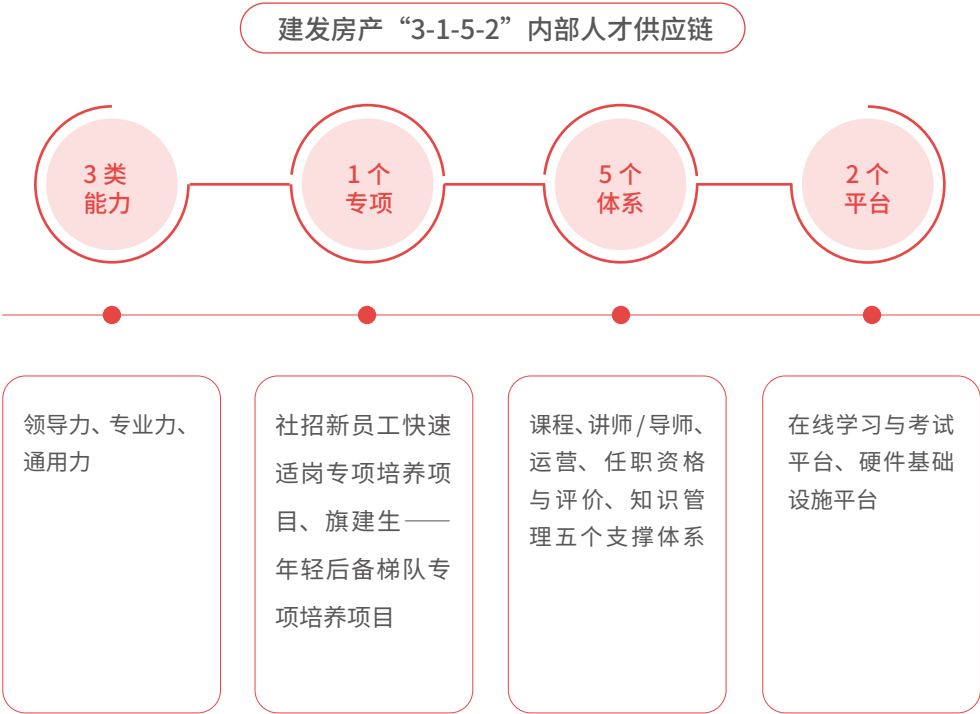 建发房产“3-1-5-2”内部人才供应链
3 类
能力
1 个
专项
5 个
体系
2 个
平台
领导力、专业力、
通用力
社招新员工快速
适岗专项培养项
目、旗建生——
年轻后备梯队专
项培养项目
课程、讲师/导师、
运营、任职资格
与评价、知识管
理五个支撑体系
在线学习与考试
平台、硬件基础
设施平台